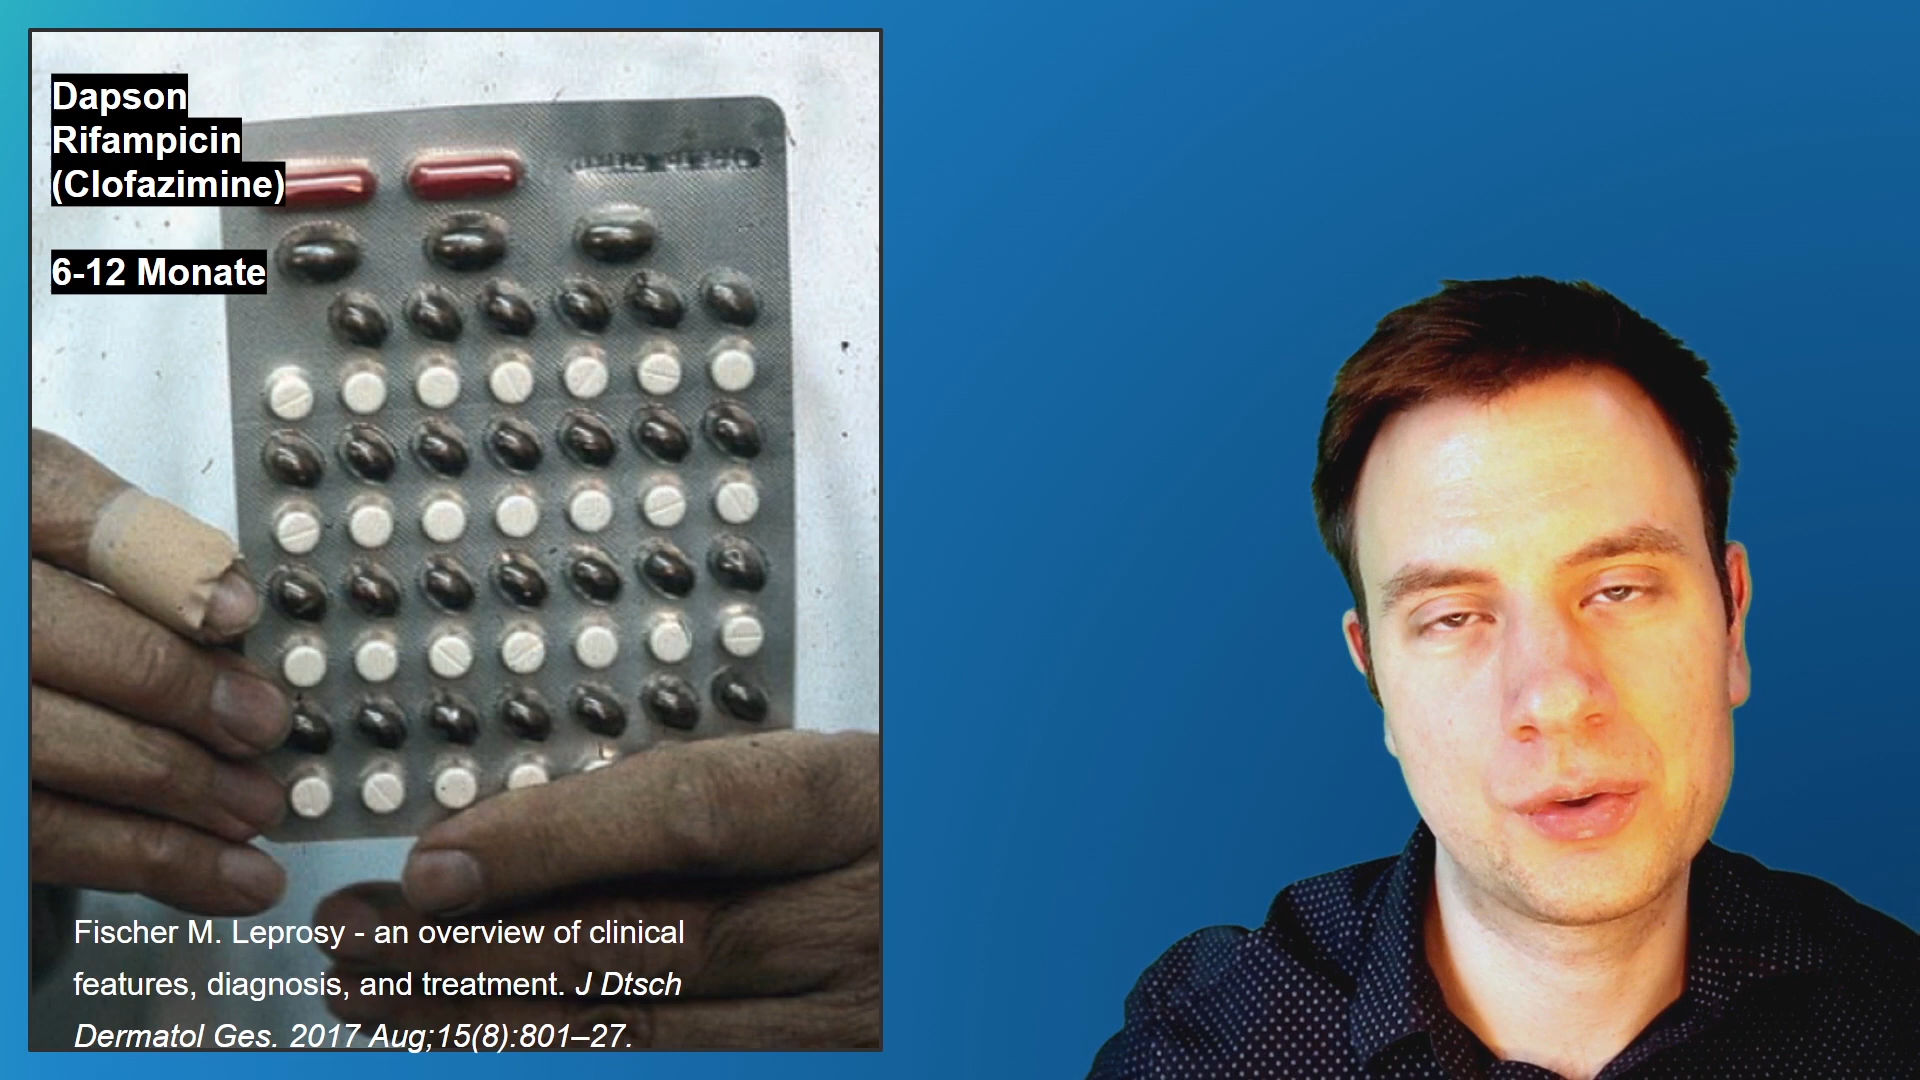 Dapson
Rifampicin
(Clofazimine)
6-12 Monate
Fischer M. Leprosy - an overview of clinical
features, diagnosis, and treatment. J Dtsch
Dermatol Ges. 2017 Aug;15(8):801–27.